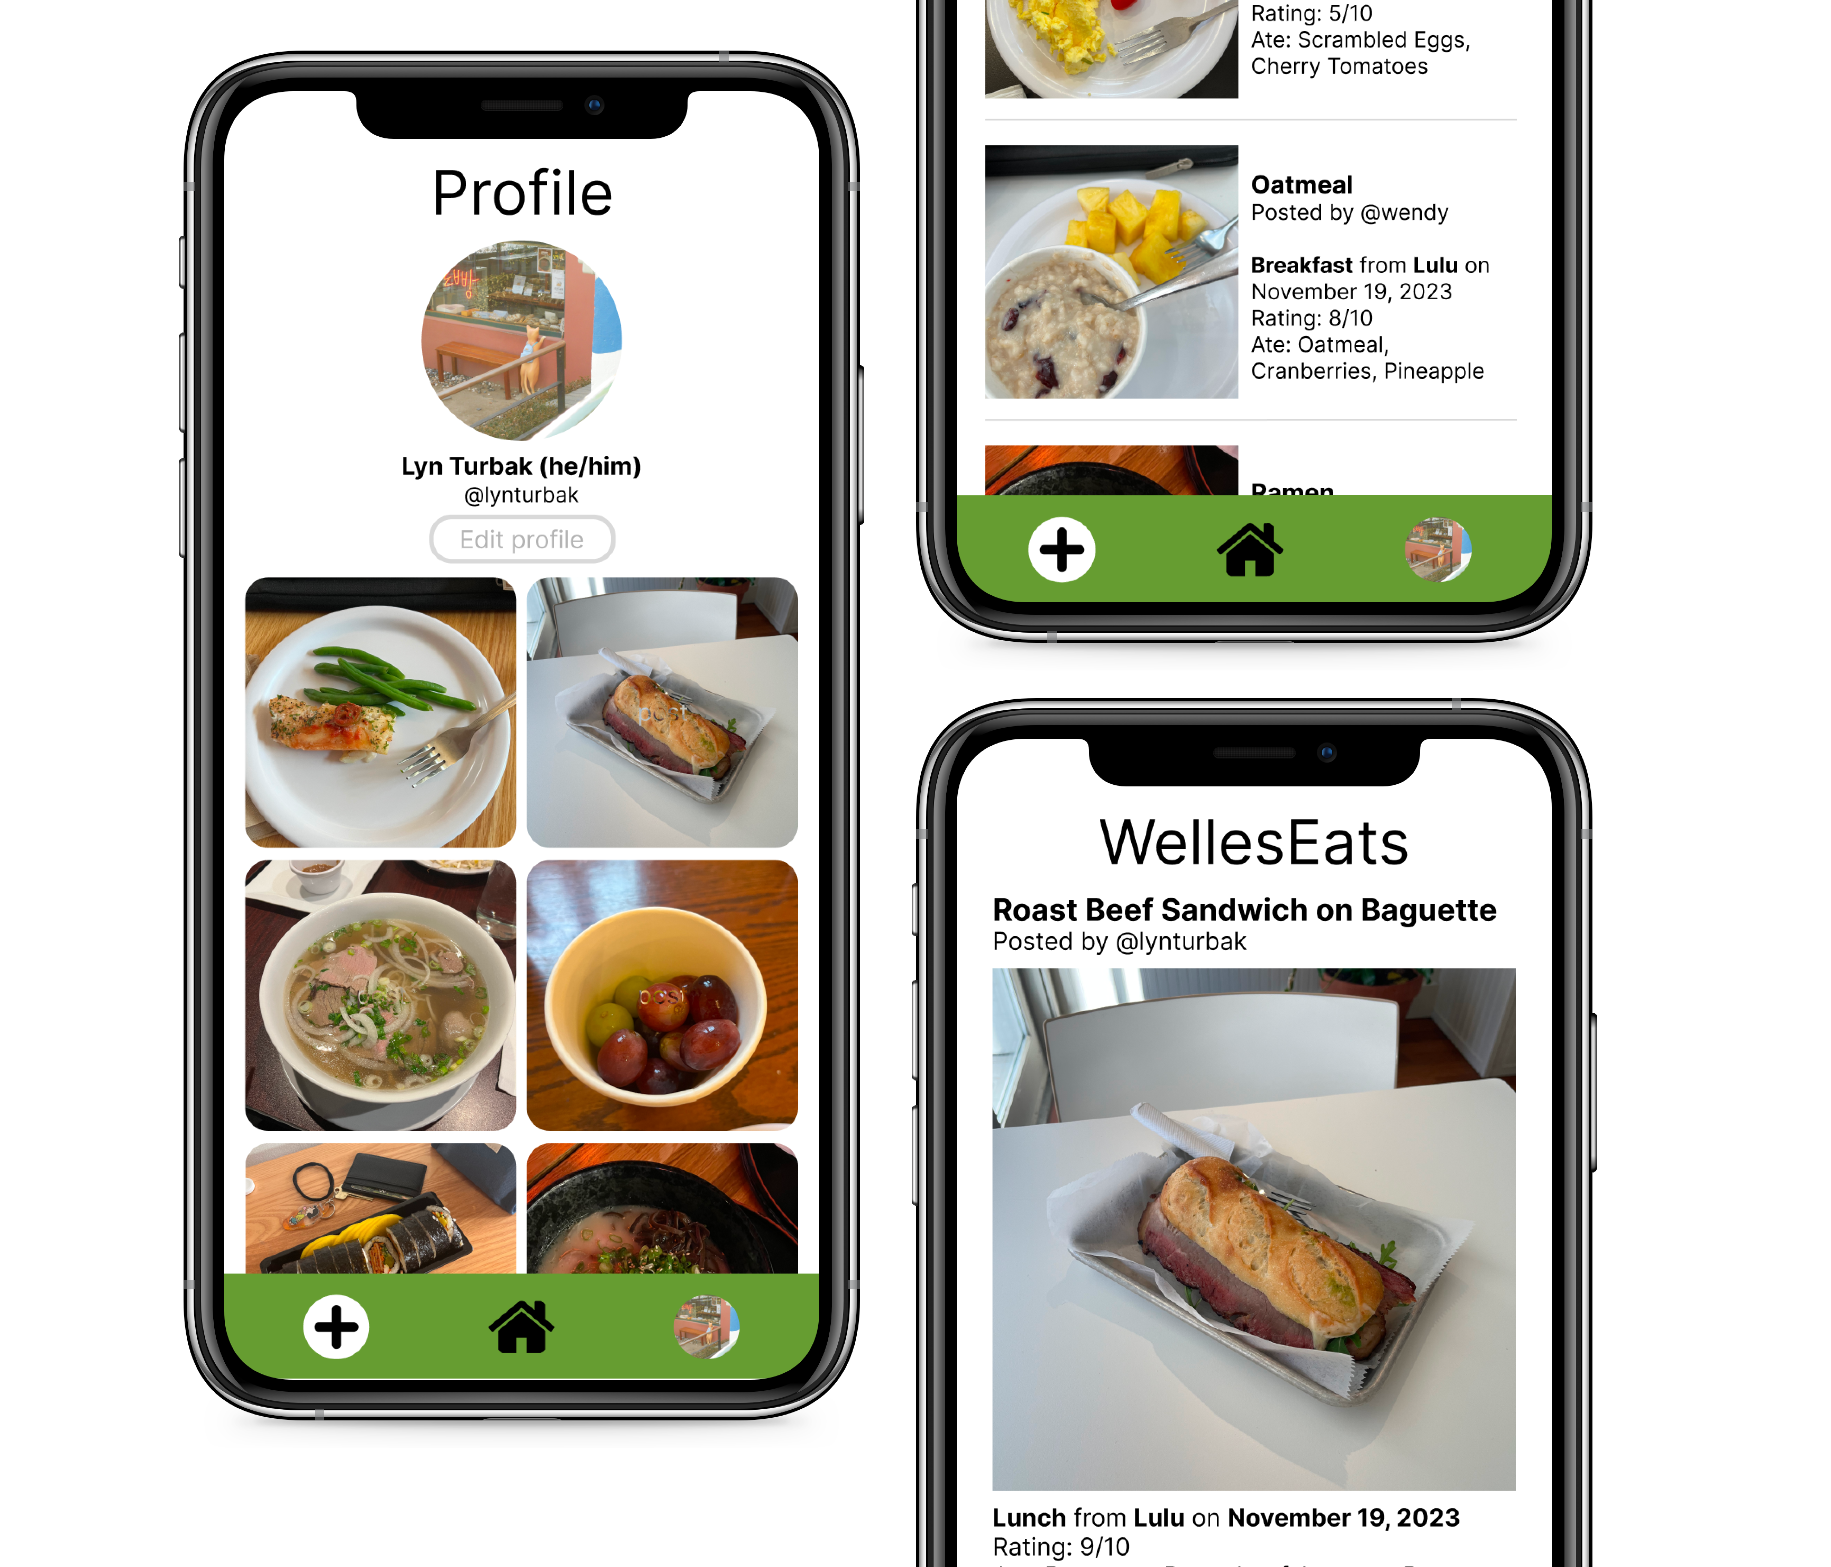 Profile
Lyn Turbak (he/him)
@lynturbak
Edit profile
post
post
Rating: 5/10
Ate: Scrambled Eggs,
Cherry Tomatoes
Oatmeal
Posted by @wendy
Breakfast from Lulu on
November 19, 2023
Rating: 8/10
Ate: Oatmeal,
Cranberries, Pineapple
Ramen
WellesEats
Roast Beef Sandwich on Baguette
Posted by @lynturbak
Lunch from Lulu on November 19, 2023
Rating: 9/10